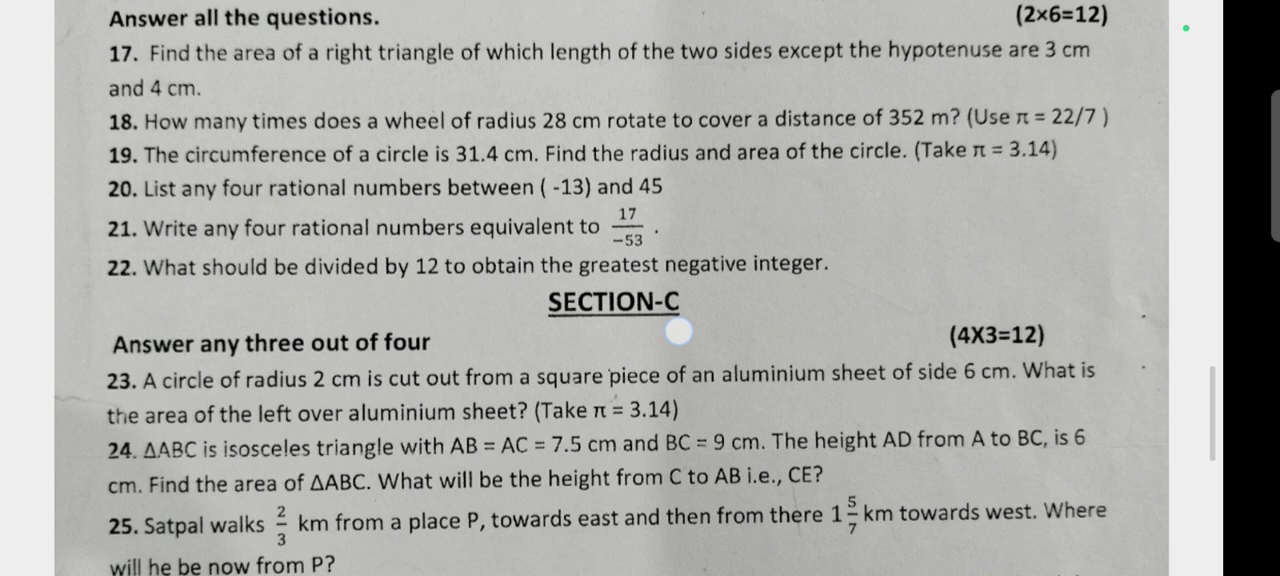 Answer all the questions. (2×6=12)
17. Find the area of a right triangle of which length of the two sides except the hypotenuse are 3 cm
and 4 cm.
18. How many times does a wheel of radius 28 cm rotate to cover a distance of 352 m? (Use π = 22/7 )
19. The circumference of a circle is 31.4 cm. Find the radius and area of the circle. (Take π = 3.14)
20. List any four rational numbers between ( -13) and 45
21. Write any four rational numbers equivalent to 17/−53 .
22. What should be divided by 12 to obtain the greatest negative integer.
SECTION-C
Answer any three out of four (4X3=12)
23. A circle of radius 2 cm is cut out from a square piece of an aluminium sheet of side 6 cm. What is
the area of the left over aluminium sheet? (Take π = 3.14)
24. ΔABC is isosceles triangle with AB = AC = 7.5 cm and BC = 9 cm. The height AD from A to BC, is 6
cm. Find the area of ΔABC. What will be the height from C to AB i.e., CE?
25. Satpal walks 2/3 km from a place P, towards east and then from there 1 5/7 km towards west. Where
will he be now from P?